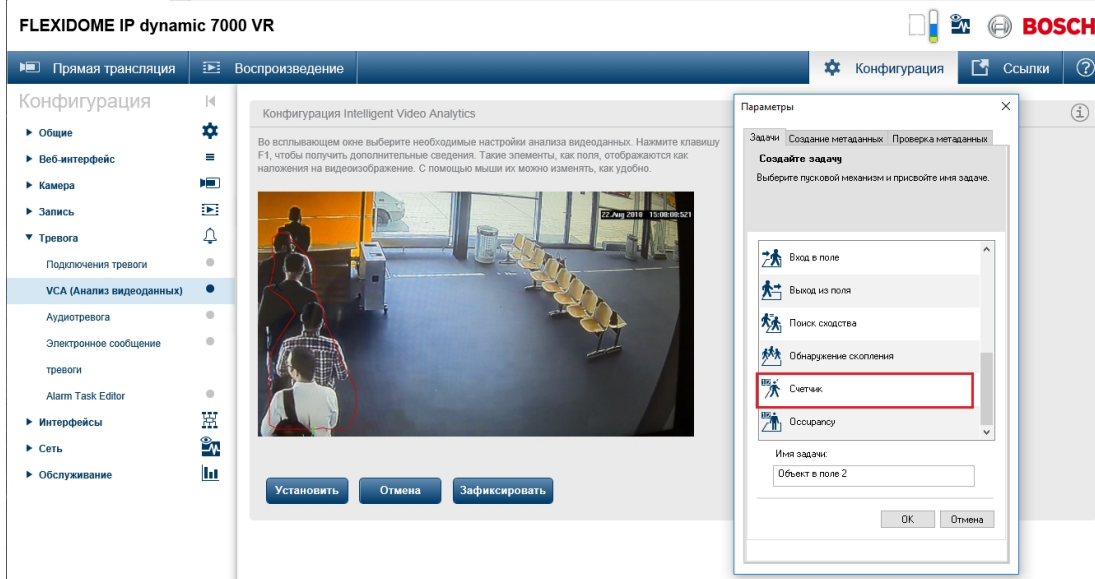 FLEXIDOME IP dynamic 7000 VR
BOSCH
Прямая трансляция
Воспроизведение
Конфигурация
Ссылки
Конфигурация
Общие
Веб-интерфейс
Камера
Запись
Тревога
Подключения тревоги
VCA (Анализ видеоданных)
Аудиотревога
Электронное сообщение
тревоги
Alarm Task Editor
Интерфейсы
Сеть
Обслуживание
Конфигурация Intelligent Video Analytics
Во всплывающем окне выберите необходимые настройки анализа видеоданных. Нажмите клавишу
F1, чтобы получить дополнительные сведения. Такие элементы, как поля, отображаются как
наложения на видеоизображение. С помощью мыши их можно изменять, как удобно.
22.Aug 2018 15:08:08:521
Установить
Отмена
Зафиксировать
Параметры
Задачи
Создание метаданных
Проверка метаданных
Создайте задачу
Выберите пусковой механизм и присвойте имя задаче.
Вход в поле
Выход из поля
Поиск сходства
Обнаружение скопления
Счетчик
Occupancy
Имя задачи:
Объект в поле 2
OK
Отмена